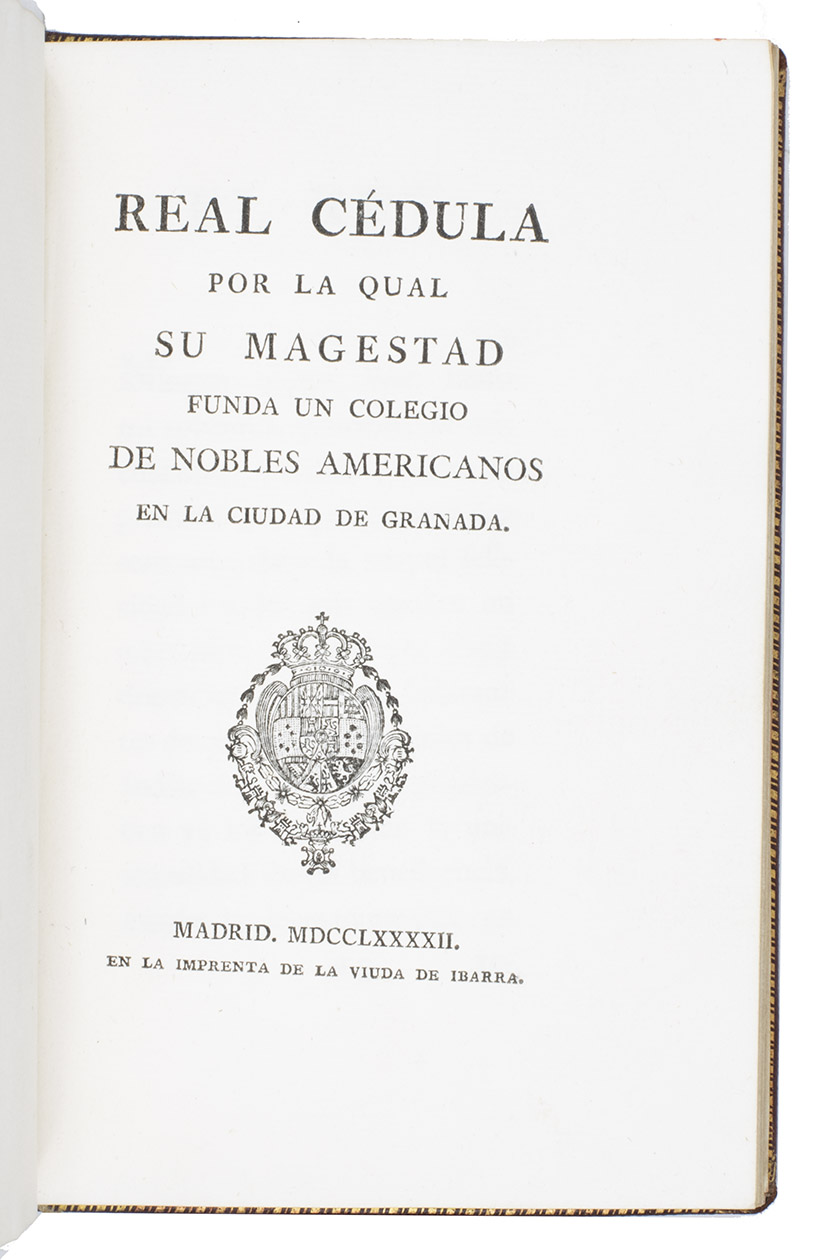 REAL CÉDULA
POR LA QUAL
SU MAGESTAD
FUNDA UN COLEGIO
DE NOBLES AMERICANOS
EN LA CIUDAD DE GRANADA.
MADRID. MDCCLXXXXII.
EN LA IMPRENTA DE LA VIUDA DE IBARRA.